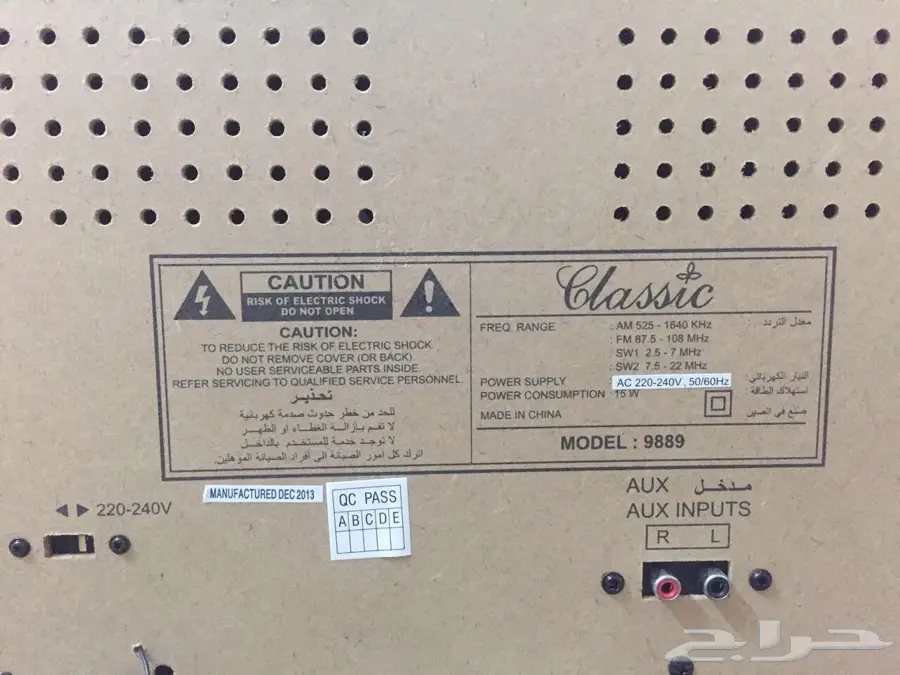 CAUTION
RISK OF ELECTRIC SHOCK
DO NOT OPEN
CAUTION:
TO REDUCE THE RISK OF ELECTRIC SHOCK
DO NOT REMOVE COVER (OR BACK).
NO USER SERVICEABLE PARTS INSIDE.
REFER SERVICING TO QUALIFIED SERVICE PERSONNEL.
تحذير
للحد من خطر حدوث صدمة كهربائية
لا تقم بإزالة الغطاء او الظهر
لا توجد خدمة للمستخدم بالداخل
اترك كل أمور الصيانة الى أفراد الصيانة الموهلين.
Classic
FREQ. RANGE : AM 525 - 1640 KHz معدل التردد :
: FM 87.5 - 108 MHz
: SW1 2.5 - 7 MHz
: SW2 7.5 - 22 MHz
POWER SUPPLY AC 220-240V , 50/60Hz التيار الكهربائي:
POWER CONSUMPTION : 15 W استهلاك الطاقة:
MADE IN CHINA صنع في الصين
MODEL : 9889
MANUFACTURED DEC 2013
QC PASS
A B C D E
◀ ▶ 220-240V
AUX مدخل
AUX INPUTS
R L
حراج